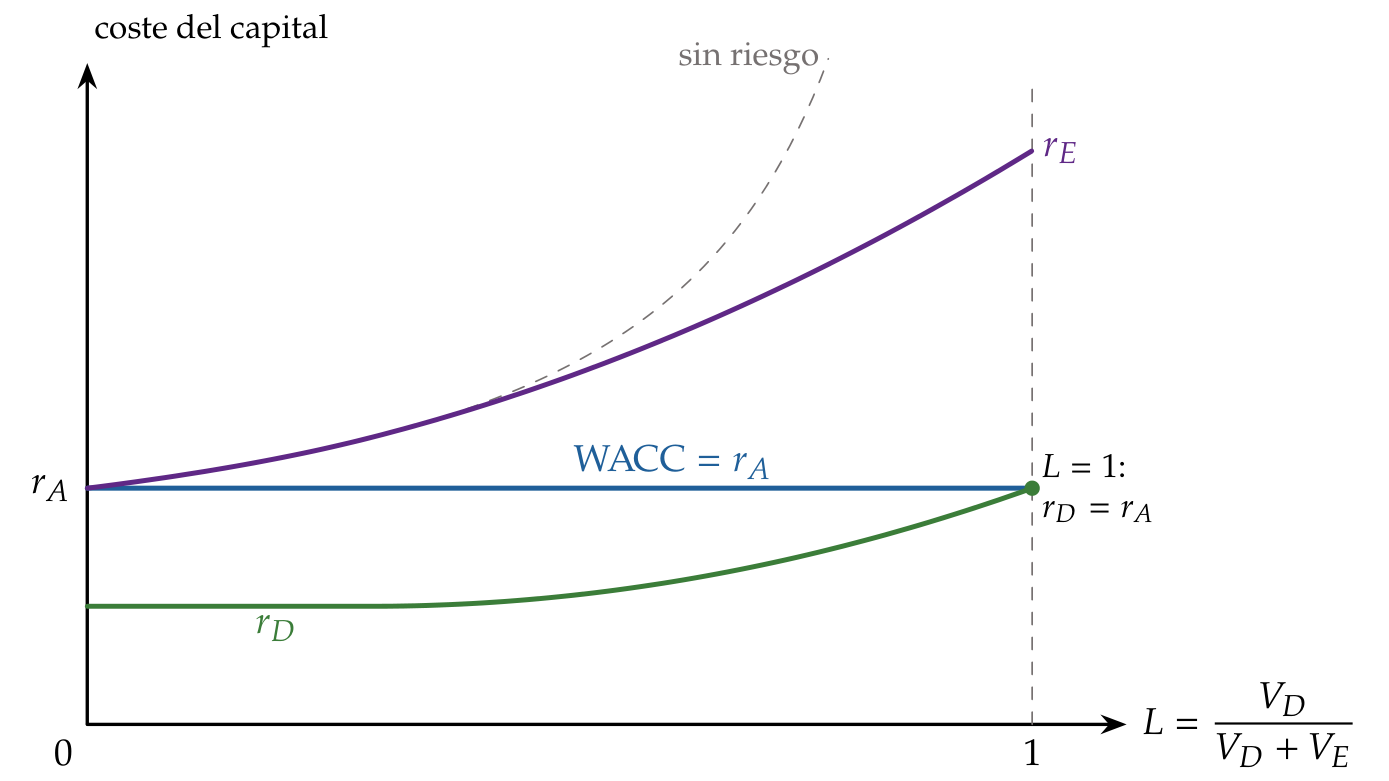 coste del capital
sin riesgo
r_E
WACC = r_A
r_A
L = 1:
r_D = r_A
r_D
L = V_D / (V_D + V_E)
0
1